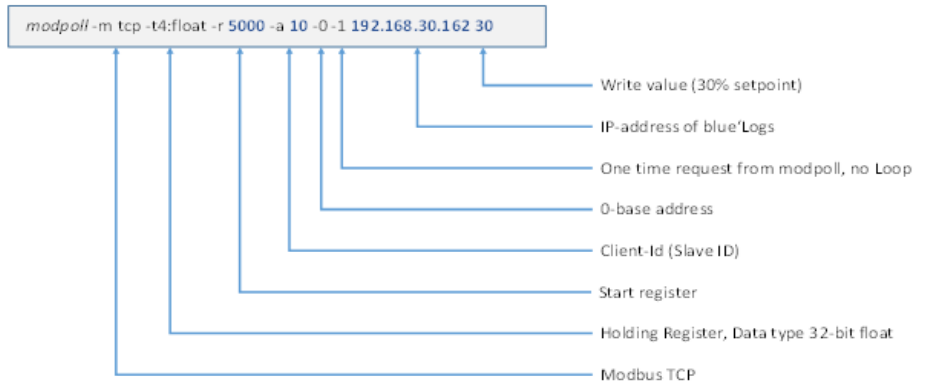 modpoll -m tcp -t4:float -r 5000 -a 10 -0 -1 192.168.30.162 30
Write value (30% setpoint)
IP-address of blue‘Logs
One time request from modpoll, no Loop
0-base address
Client-Id (Slave ID)
Start register
Holding Register, Data type 32-bit float
Modbus TCP